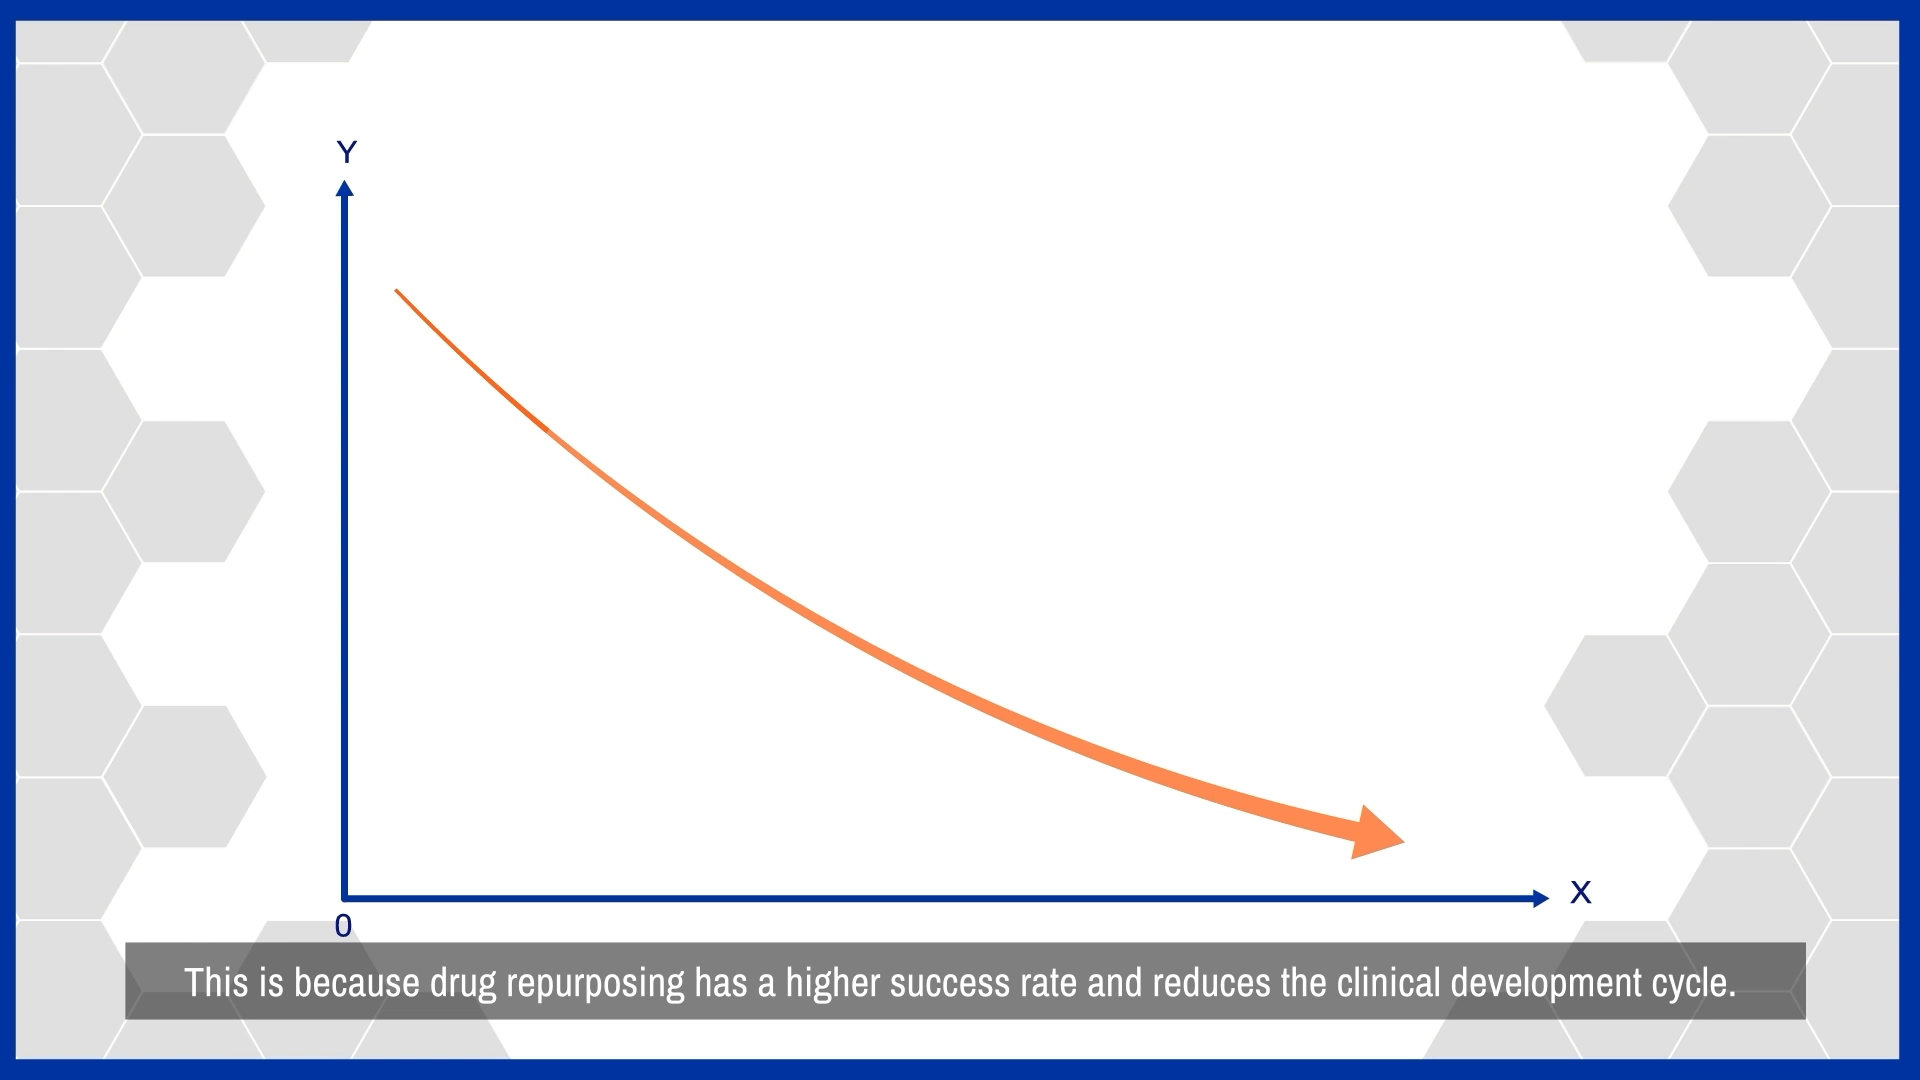 Y
X
0
This is because drug repurposing has a higher success rate and reduces the clinical development cycle.